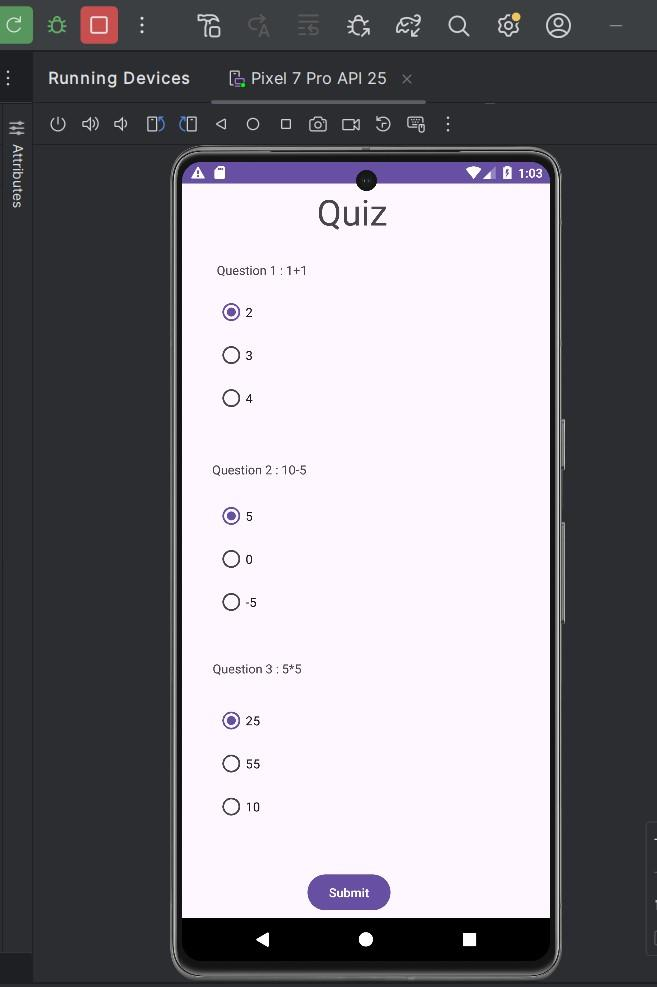 Running Devices
Pixel 7 Pro API 25
Attributes
1:03
Quiz
Question 1 : 1+1
2
3
4
Question 2 : 10-5
5
0
-5
Question 3 : 5*5
25
55
10
Submit